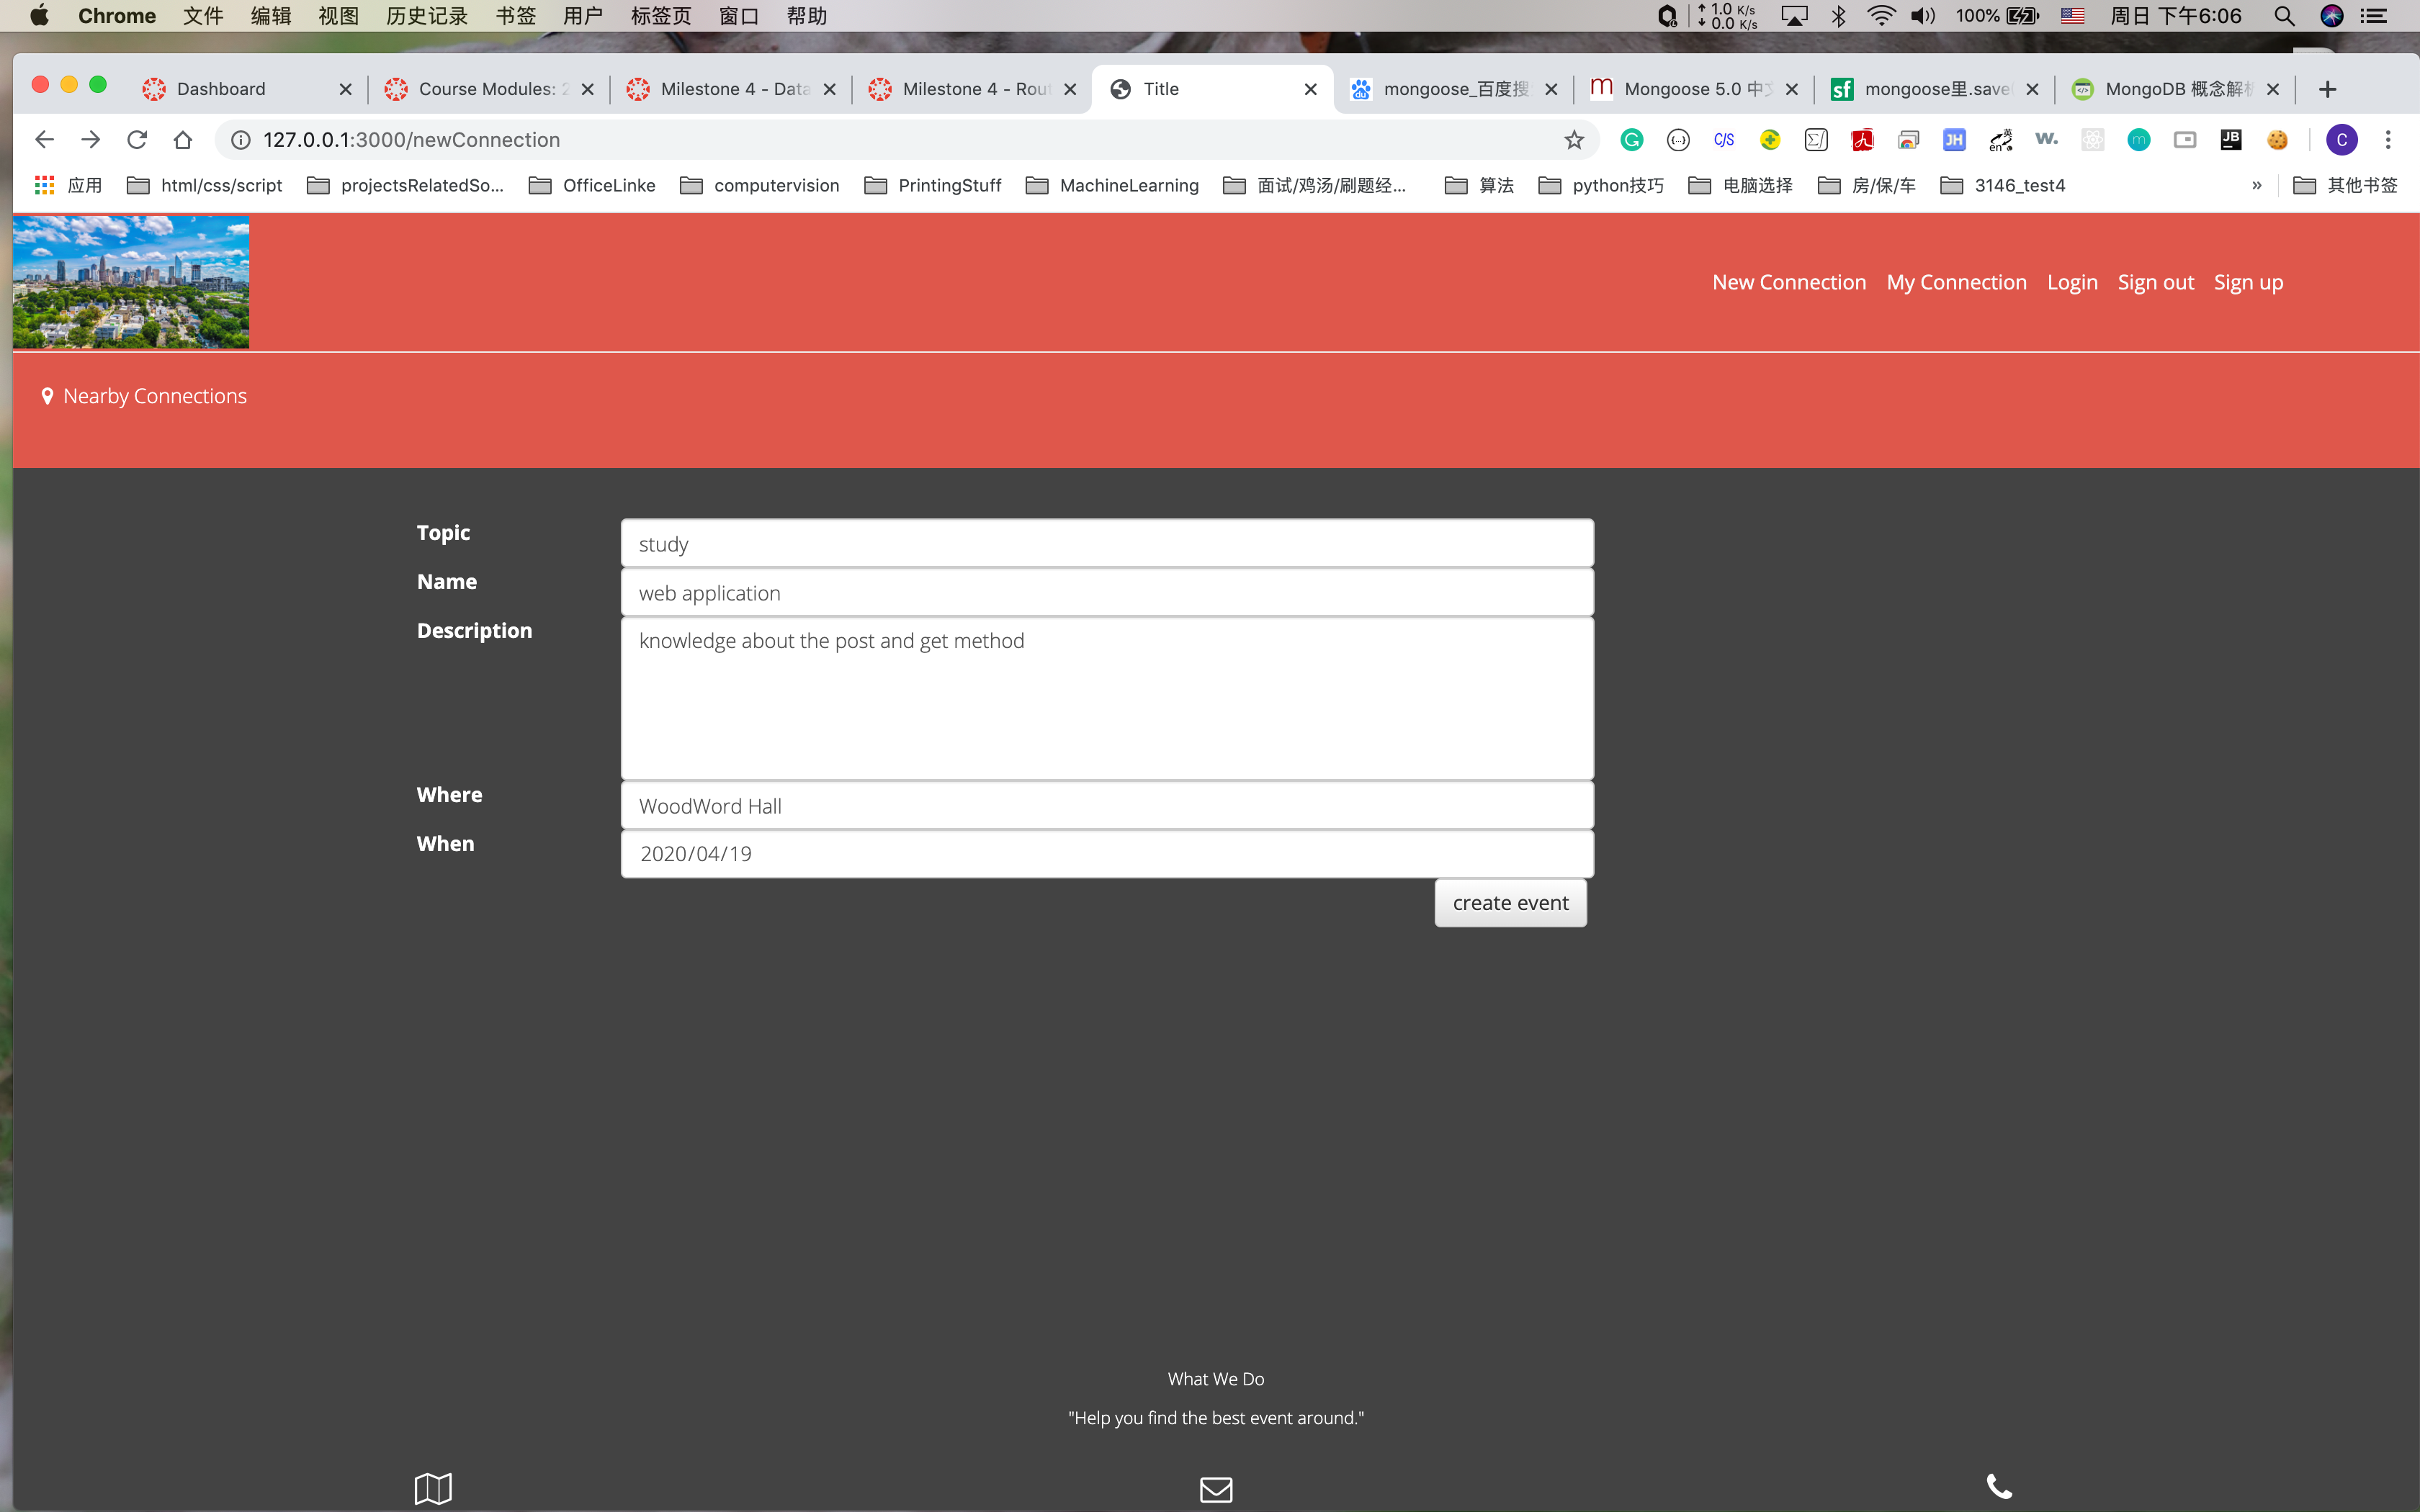 Chrome 文件 编辑 视图 历史记录 书签 用户 标签页 窗口 帮助 1.0 K/s 0.0 K/s 100% 周日 下午6:06
Dashboard Course Modules: 2 Milestone 4 - Data Milestone 4 - Rout Title mongoose_百度搜 Mongoose 5.0 中文 mongoose里.save( MongoDB 概念解析
127.0.0.1:3000/newConnection
应用 html/css/script projectsRelatedSo... OfficeLinke computervision PrintingStuff MachineLearning 面试/鸡汤/刷题经... 算法 python技巧 电脑选择 房/保/车 3146_test4 » 其他书签
New Connection My Connection Login Sign out Sign up
Nearby Connections
Topic study
Name web application
Description knowledge about the post and get method
Where WoodWord Hall
When 2020/04/19
create event
What We Do
"Help you find the best event around."